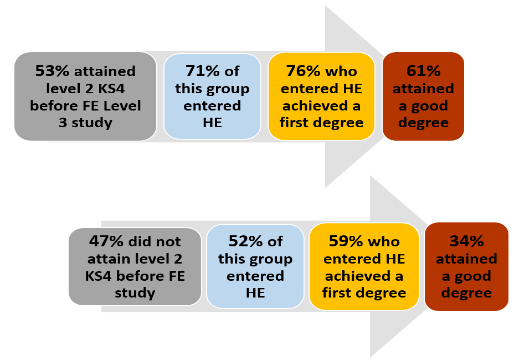 53% attained
level 2 KS4
before FE Level
3 study
71% of
this group
entered
HE
76% who
entered HE
achieved a
first degree
61%
attained
a good
degree
47% did not
attain level 2
KS4 before FE
study
52% of
this group
entered
HE
59% who
entered HE
achieved a
first degree
34%
attained
a good
degree